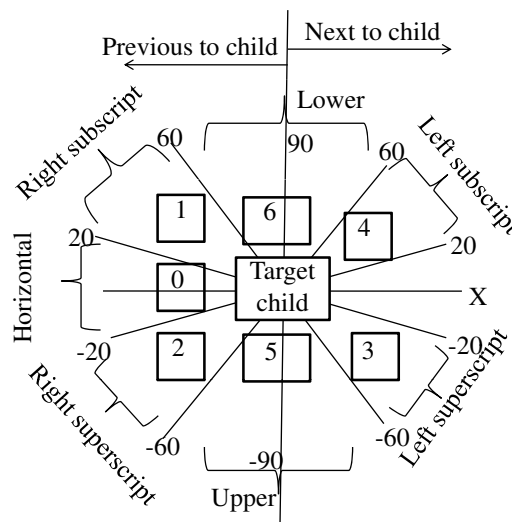 Previous to child
Next to child
Lower
Right subscript
60
90
60
Left subscript
1
6
4
20
20
Horizontal
0
Target
child
X
-20
-20
2
5
3
Right superscript
-60
-60
Left superscript
-90
Upper